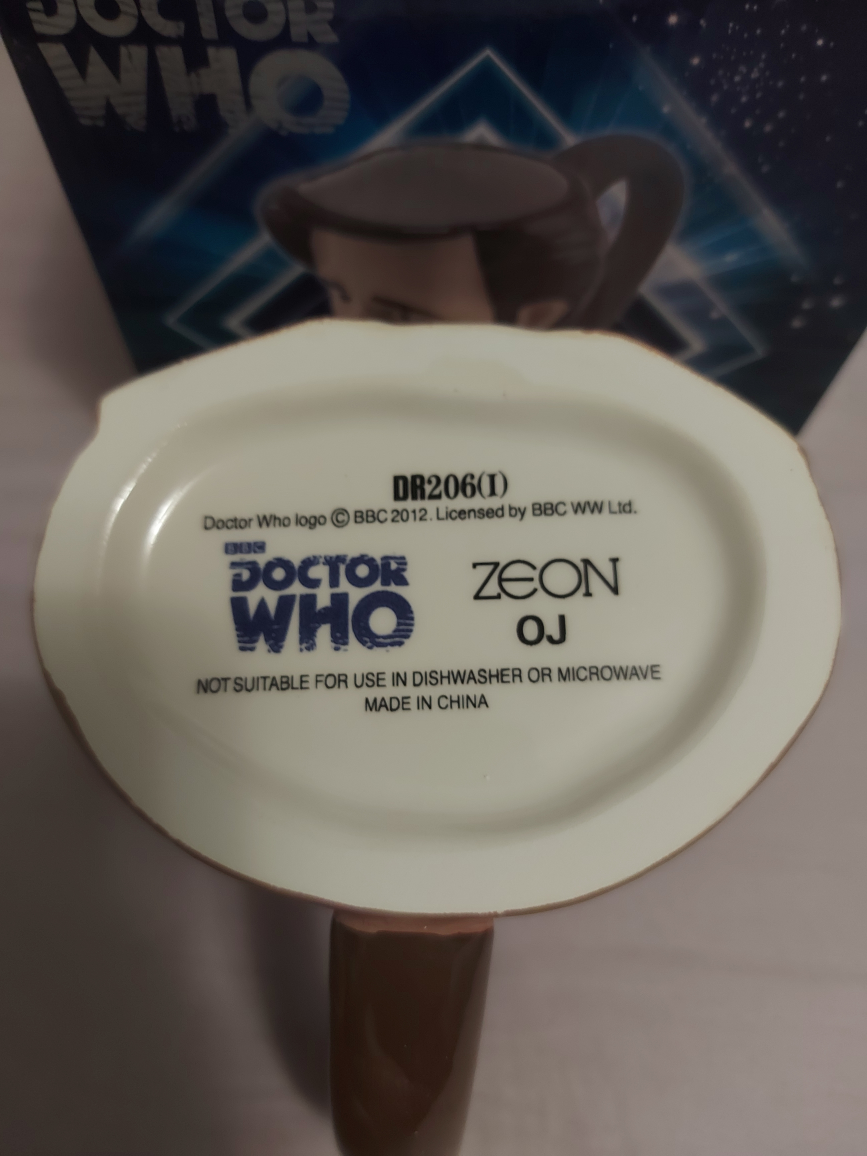 DOCTOR
WHO
DR206(I)
Doctor Who logo © BBC 2012. Licensed by BBC WW Ltd.
BBC
DOCTOR
WHO
ZEON
OJ
NOT SUITABLE FOR USE IN DISHWASHER OR MICROWAVE
MADE IN CHINA